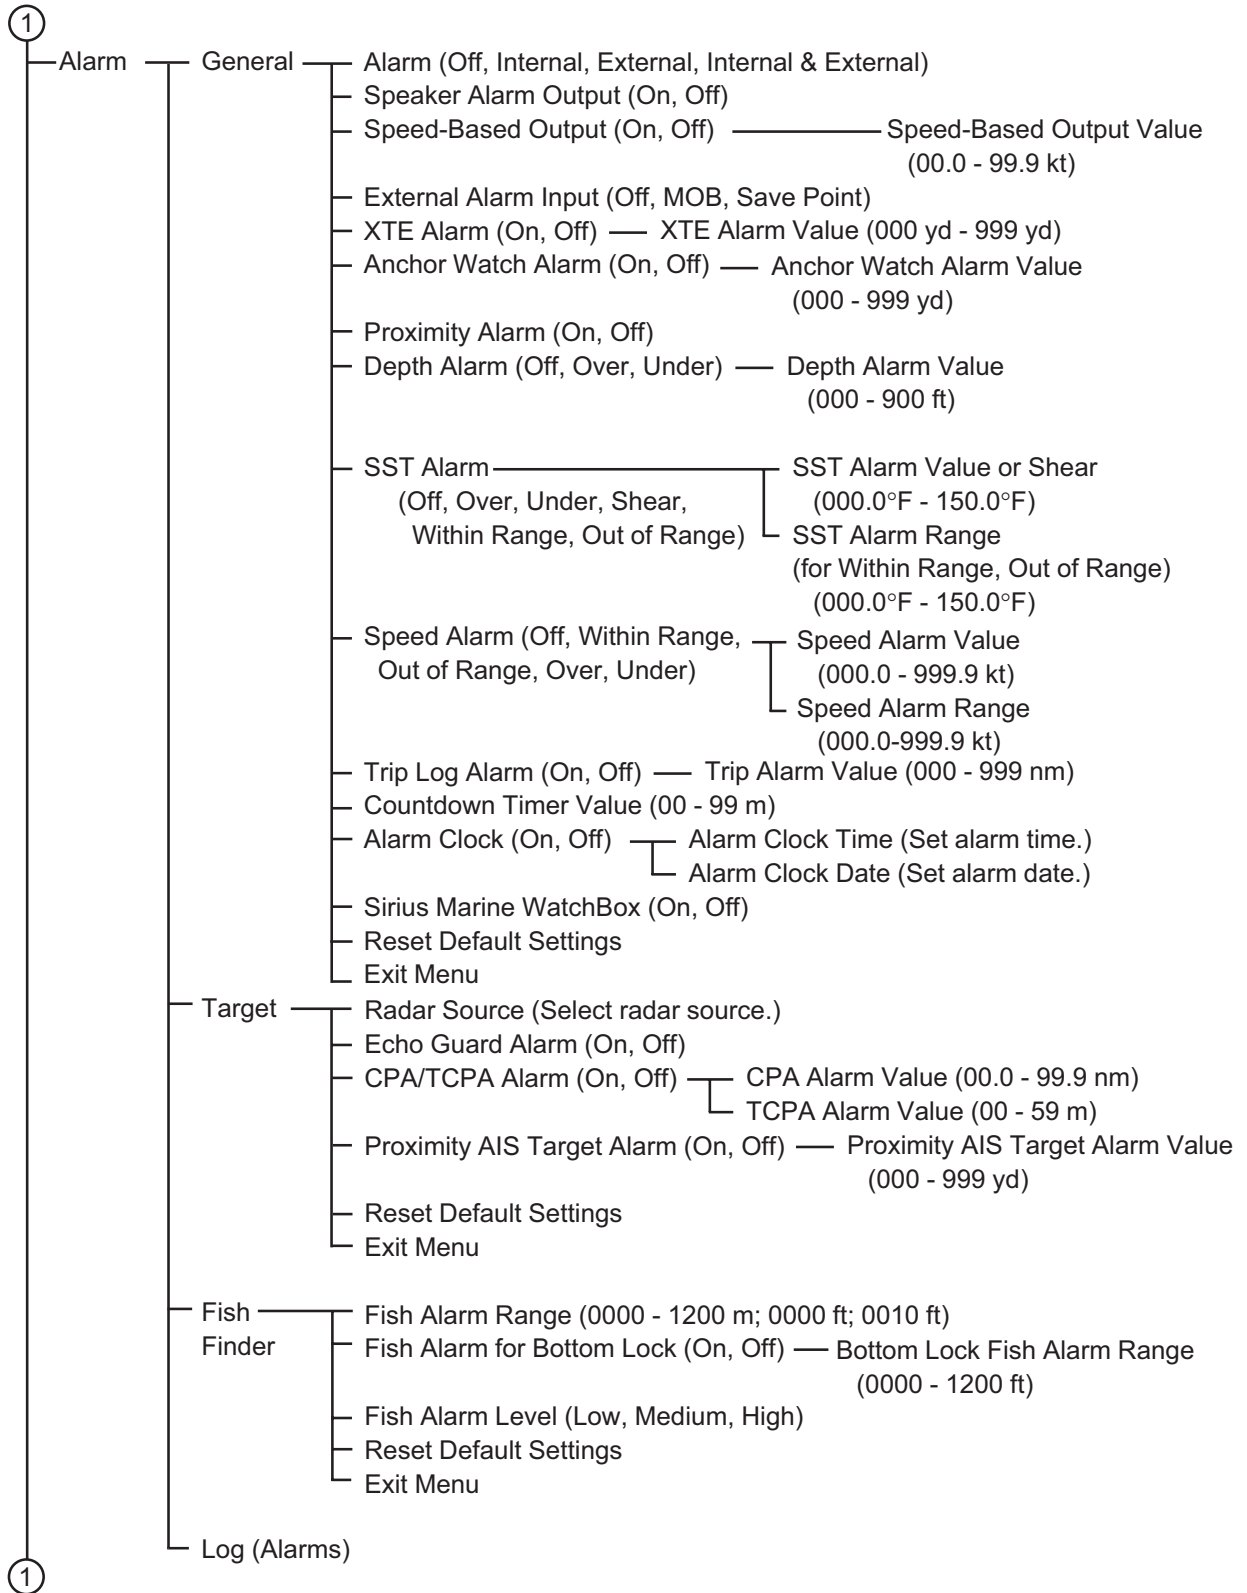 1
Alarm
General
Alarm (Off, Internal, External, Internal & External)
Speaker Alarm Output (On, Off)
Speed-Based Output (On, Off)
Speed-Based Output Value
(00.0 - 99.9 kt)
External Alarm Input (Off, MOB, Save Point)
XTE Alarm (On, Off)
XTE Alarm Value (000 yd - 999 yd)
Anchor Watch Alarm (On, Off)
Anchor Watch Alarm Value
(000 - 999 yd)
Proximity Alarm (On, Off)
Depth Alarm (Off, Over, Under)
Depth Alarm Value
(000 - 900 ft)
SST Alarm
(Off, Over, Under, Shear,
Within Range, Out of Range)
SST Alarm Value or Shear
(000.0°F - 150.0°F)
SST Alarm Range
(for Within Range, Out of Range)
(000.0°F - 150.0°F)
Speed Alarm (Off, Within Range,
Out of Range, Over, Under)
Speed Alarm Value
(000.0 - 999.9 kt)
Speed Alarm Range
(000.0-999.9 kt)
Trip Log Alarm (On, Off)
Trip Alarm Value (000 - 999 nm)
Countdown Timer Value (00 - 99 m)
Alarm Clock (On, Off)
Alarm Clock Time (Set alarm time.)
Alarm Clock Date (Set alarm date.)
Sirius Marine WatchBox (On, Off)
Reset Default Settings
Exit Menu
Target
Radar Source (Select radar source.)
Echo Guard Alarm (On, Off)
CPA/TCPA Alarm (On, Off)
CPA Alarm Value (00.0 - 99.9 nm)
TCPA Alarm Value (00 - 59 m)
Proximity AIS Target Alarm (On, Off)
Proximity AIS Target Alarm Value
(000 - 999 yd)
Reset Default Settings
Exit Menu
Fish
Finder
Fish Alarm Range (0000 - 1200 m; 0000 ft; 0010 ft)
Fish Alarm for Bottom Lock (On, Off)
Bottom Lock Fish Alarm Range
(0000 - 1200 ft)
Fish Alarm Level (Low, Medium, High)
Reset Default Settings
Exit Menu
Log (Alarms)
1